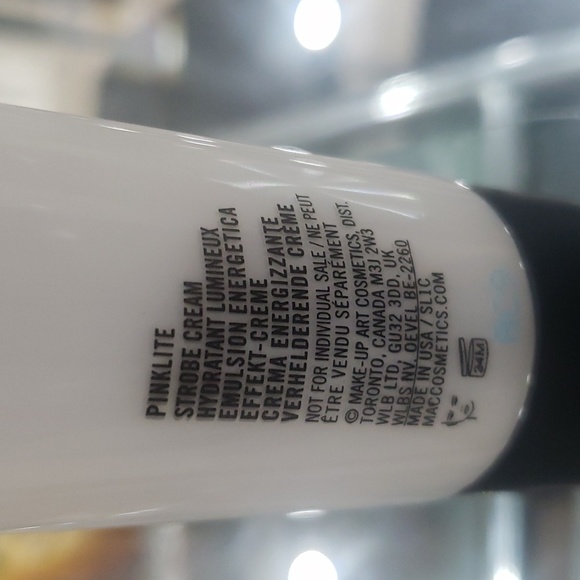 PINKLITE
STROBE CREAM
HYDRATANT LUMINEUX
EMULSION ENERGETICA
EFFEKT-CREME
CREMA ENERGIZZANTE
VERHELDERENDE CRÈME
NOT FOR INDIVIDUAL SALE / NE PEUT
ÊTRE VENDU SÉPARÉMENT
© MAKE-UP ART COSMETICS, DIST.
TORONTO, CANADA M3J 2W3
WLB LTD, GU32 3DD, UK
WLBS NV, OEVEL BE-2260
MADE IN USA / SLIC
MACCOSMETICS.COM
24M